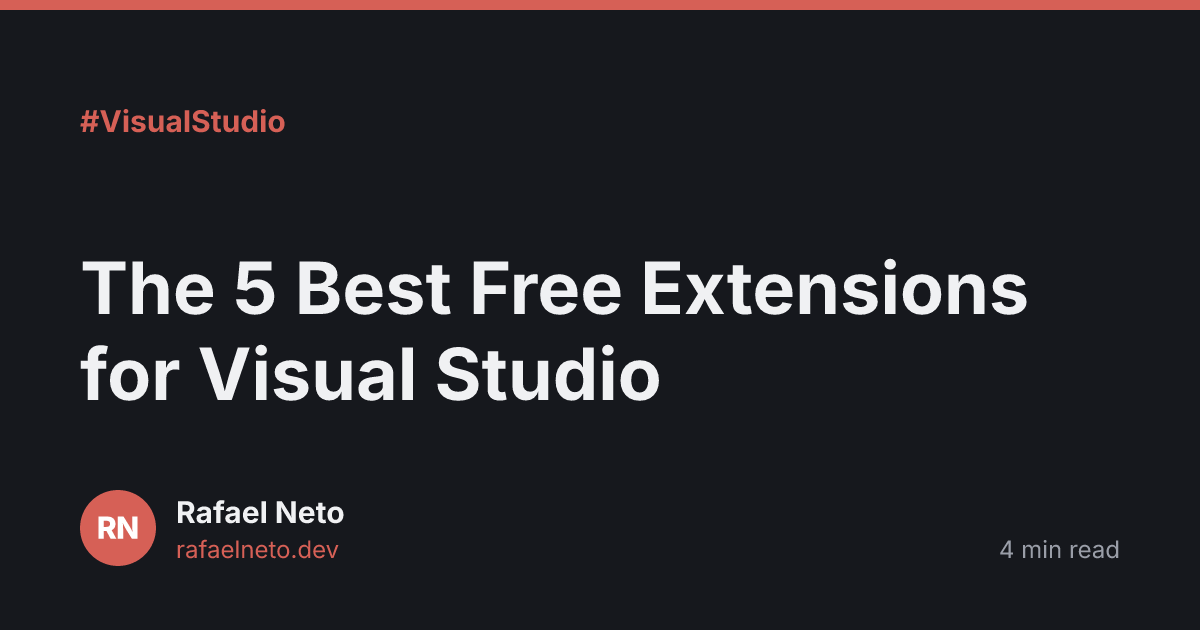 #VisualStudio
The 5 Best Free Extensions
for Visual Studio
RN
Rafael Neto
rafaelneto.dev
4 min read